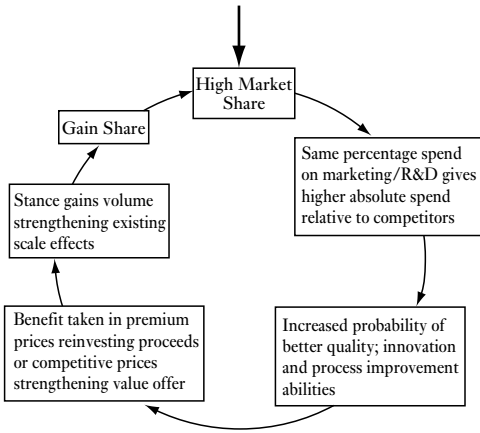 High Market
Share
Same percentage spend
on marketing/R&D gives
higher absolute spend
relative to competitors
Increased probability of
better quality; innovation
and process improvement
abilities
Benefit taken in premium
prices reinvesting proceeds
or competitive prices
strengthening value offer
Stance gains volume
strengthening existing
scale effects
Gain Share